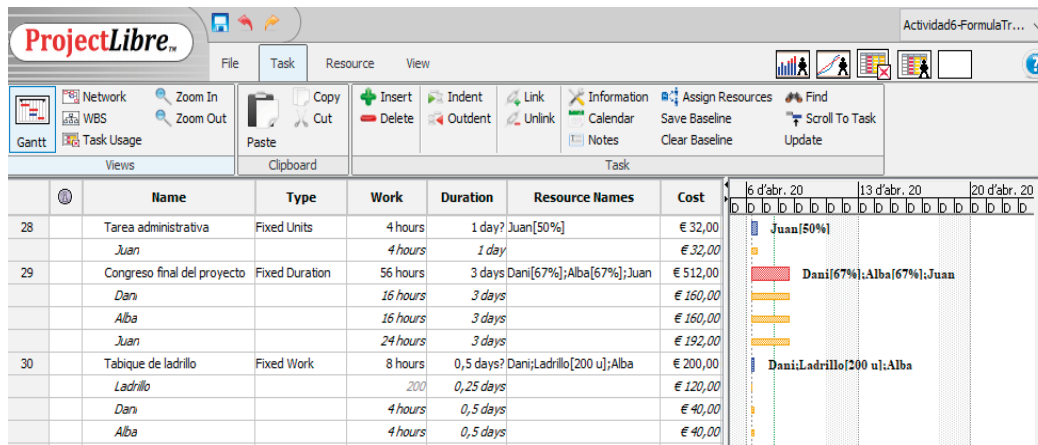 ProjectLibre™
Actividad6-FormulaTr...
File Task Resource View
Gantt
Network
WBS
Task Usage
Zoom In
Zoom Out
Views
Paste
Copy
Cut
Clipboard
Insert
Delete
Indent
Outdent
Link
Unlink
Information
Calendar
Notes
Assign Resources
Save Baseline
Clear Baseline
Find
Scroll To Task
Update
Task
Name Type Work Duration Resource Names Cost
28 Tarea administrativa Fixed Units 4 hours 1 day? Juan[50%] € 32,00
Juan 4 hours 1 day € 32,00
29 Congreso final del proyecto Fixed Duration 56 hours 3 days Dani[67%];Alba[67%];Juan € 512,00
Dani 16 hours 3 days € 160,00
Alba 16 hours 3 days € 160,00
Juan 24 hours 3 days € 192,00
30 Tabique de ladrillo Fixed Work 8 hours 0,5 days? Dani;Ladrillo[200 u];Alba € 200,00
Ladrillo 200 0,25 days € 120,00
Dani 4 hours 0,5 days € 40,00
Alba 4 hours 0,5 days € 40,00
6 d'abr. 20 13 d'abr. 20 20 d'abr. 20
D D D D D D D D D D D D D D D D D D D
Juan[50%]
Dani[67%];Alba[67%];Juan
Dani;Ladrillo[200 u];Alba